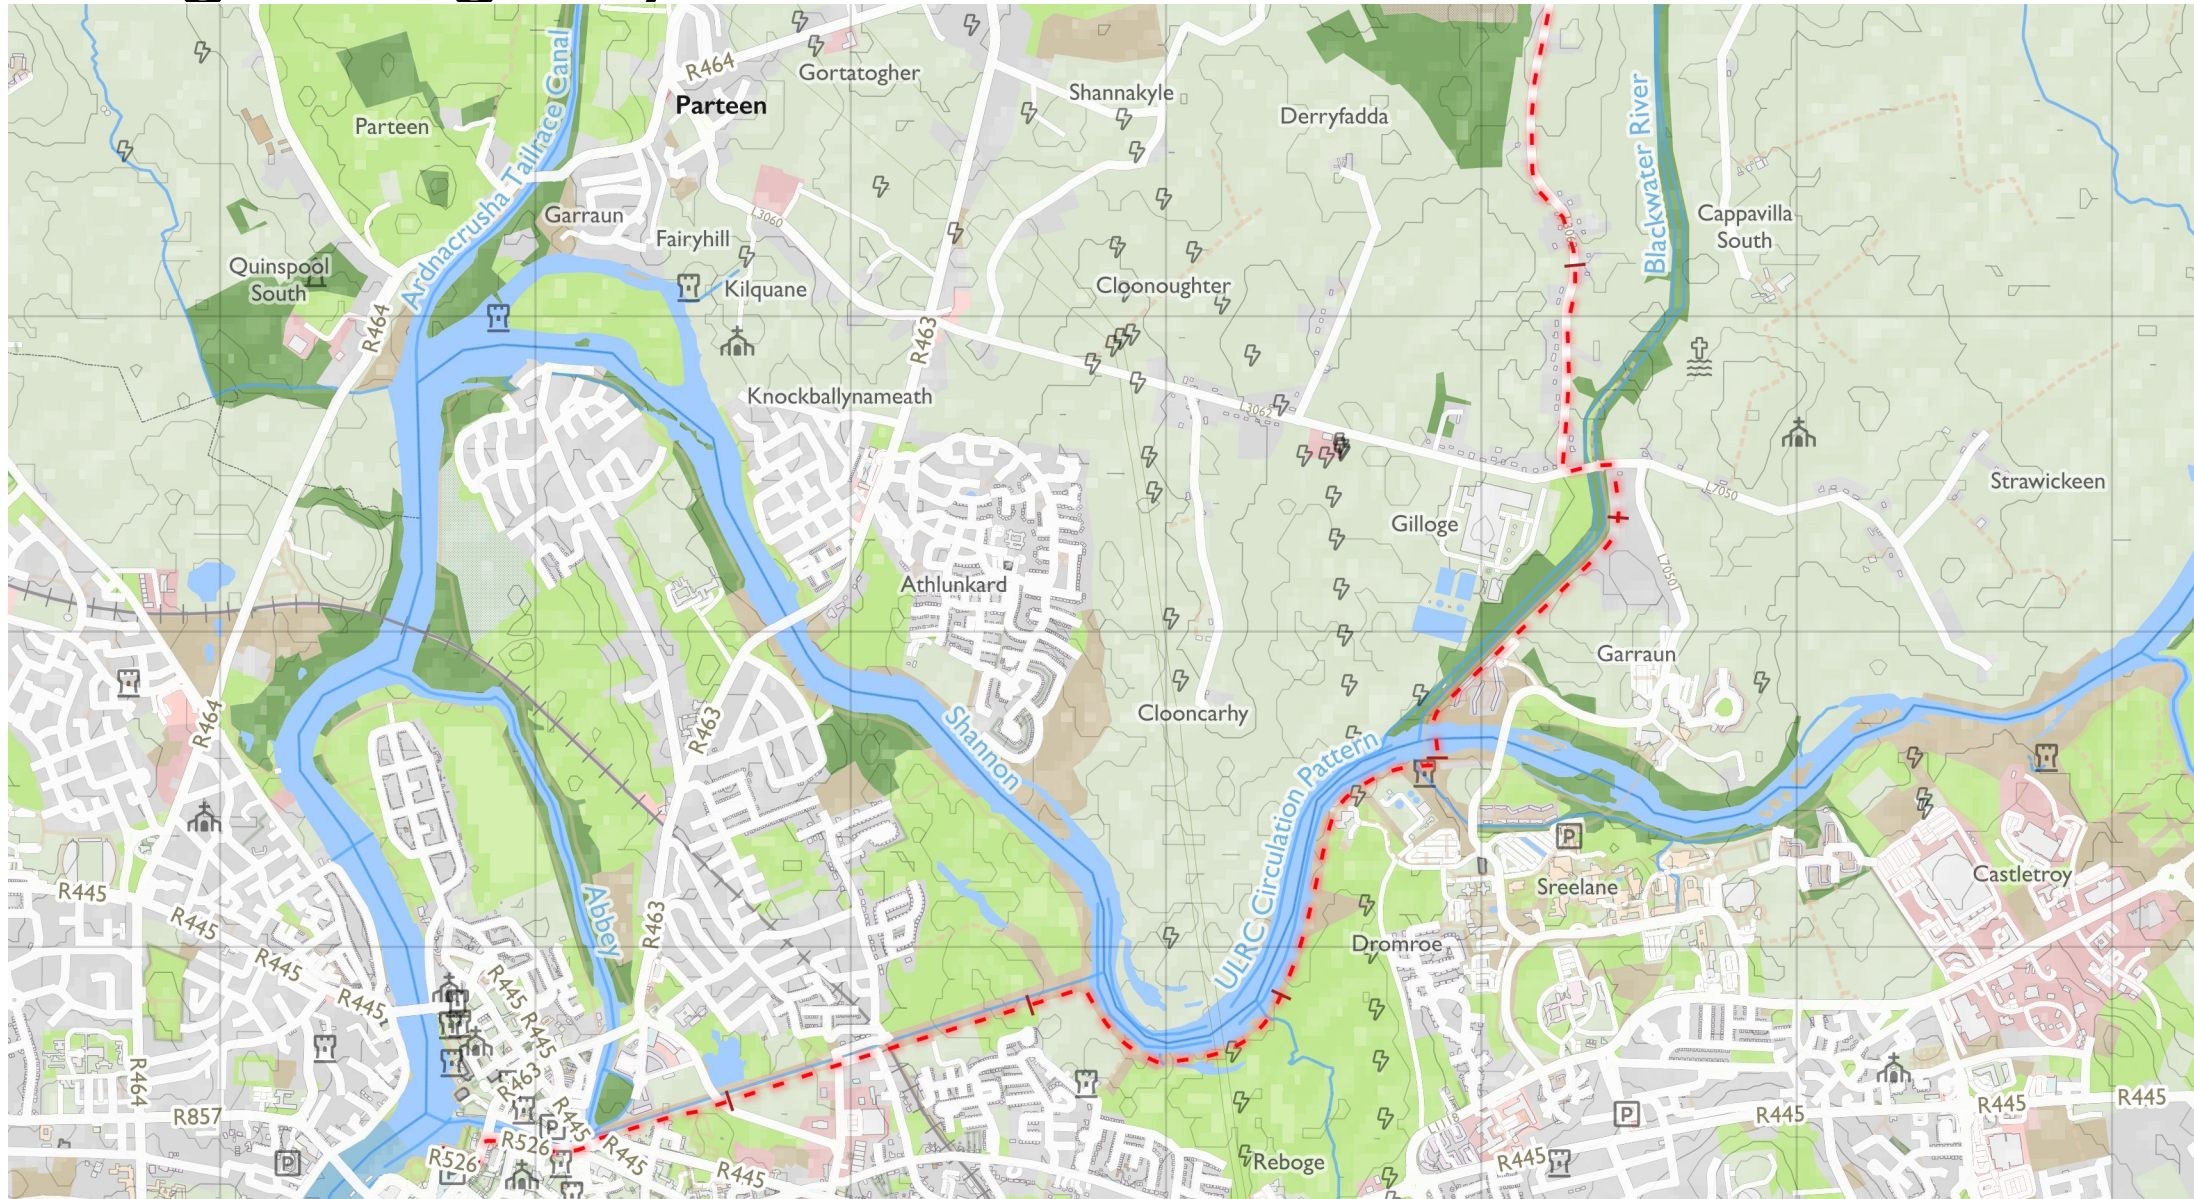 R464
Gortatogher
Parteen
Shannakyle
Parteen
Derryfadda
Ardnacrusha Tailrace Canal
Blackwater River
Garraun
L3060
Fairyhill
Cappavilla
South
Quinspool
South
Kilquane
Cloonoughter
R464
R463
Knockballynameath
L3062
Strawickeen
L7050
Gilloge
L70501
Athlunkard
Garraun
Clooncarhy
R464
R463
Shannon
ULRC Circulation Pattern
Castletroy
Sreelane
P
R445
R445
Abbey
R463
Dromroe
R445
R445
R445
R445
R464
R463
R445
R857
R445
R445
R445
P
P
R526
R445
R526
R445
P
Reboge
R445